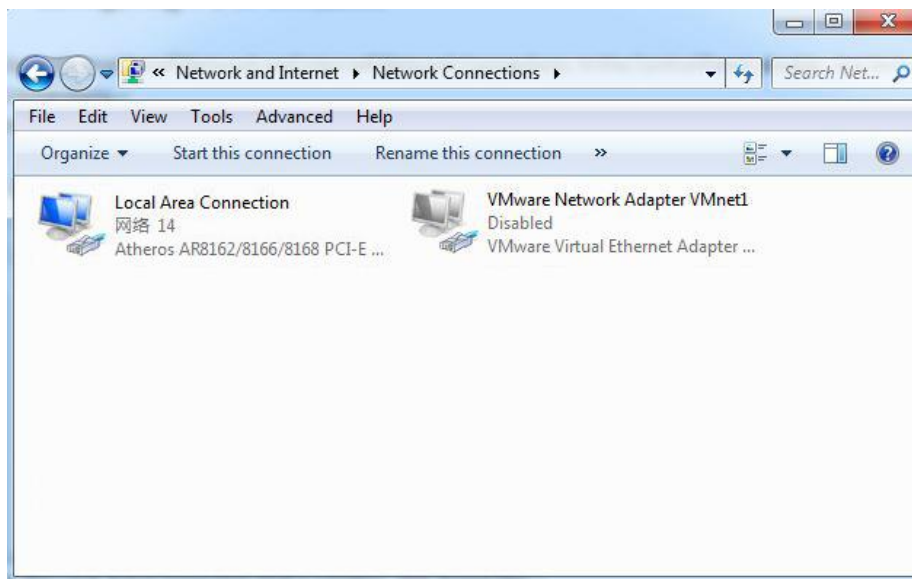 « Network and Internet ▸ Network Connections ▸ Search Net...
File Edit View Tools Advanced Help
Organize Start this connection Rename this connection »
Local Area Connection
网络 14
Atheros AR8162/8166/8168 PCI-E ...
VMware Network Adapter VMnet1
Disabled
VMware Virtual Ethernet Adapter ...